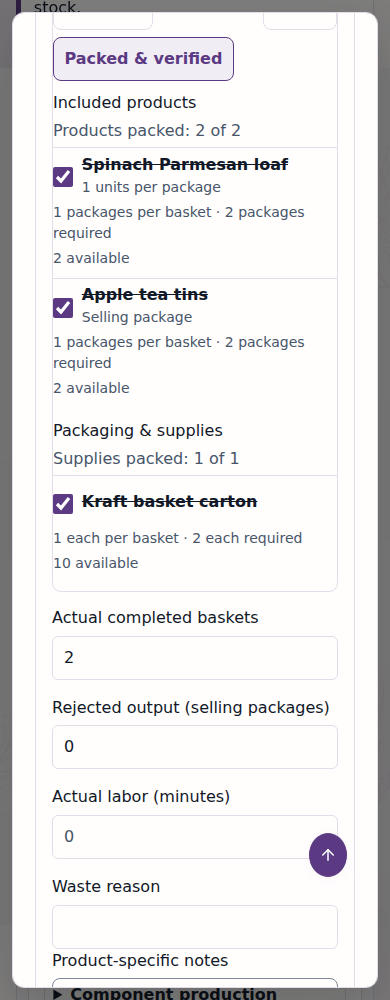 stock.
Packed & verified
Included products
Products packed: 2 of 2
Spinach Parmesan loaf
1 units per package
1 packages per basket · 2 packages
required
2 available
Apple tea tins
Selling package
1 packages per basket · 2 packages
required
2 available
Packaging & supplies
Supplies packed: 1 of 1
Kraft basket carton
1 each per basket · 2 each required
10 available
Actual completed baskets
2
Rejected output (selling packages)
0
Actual labor (minutes)
0
Waste reason
Product-specific notes
Component production